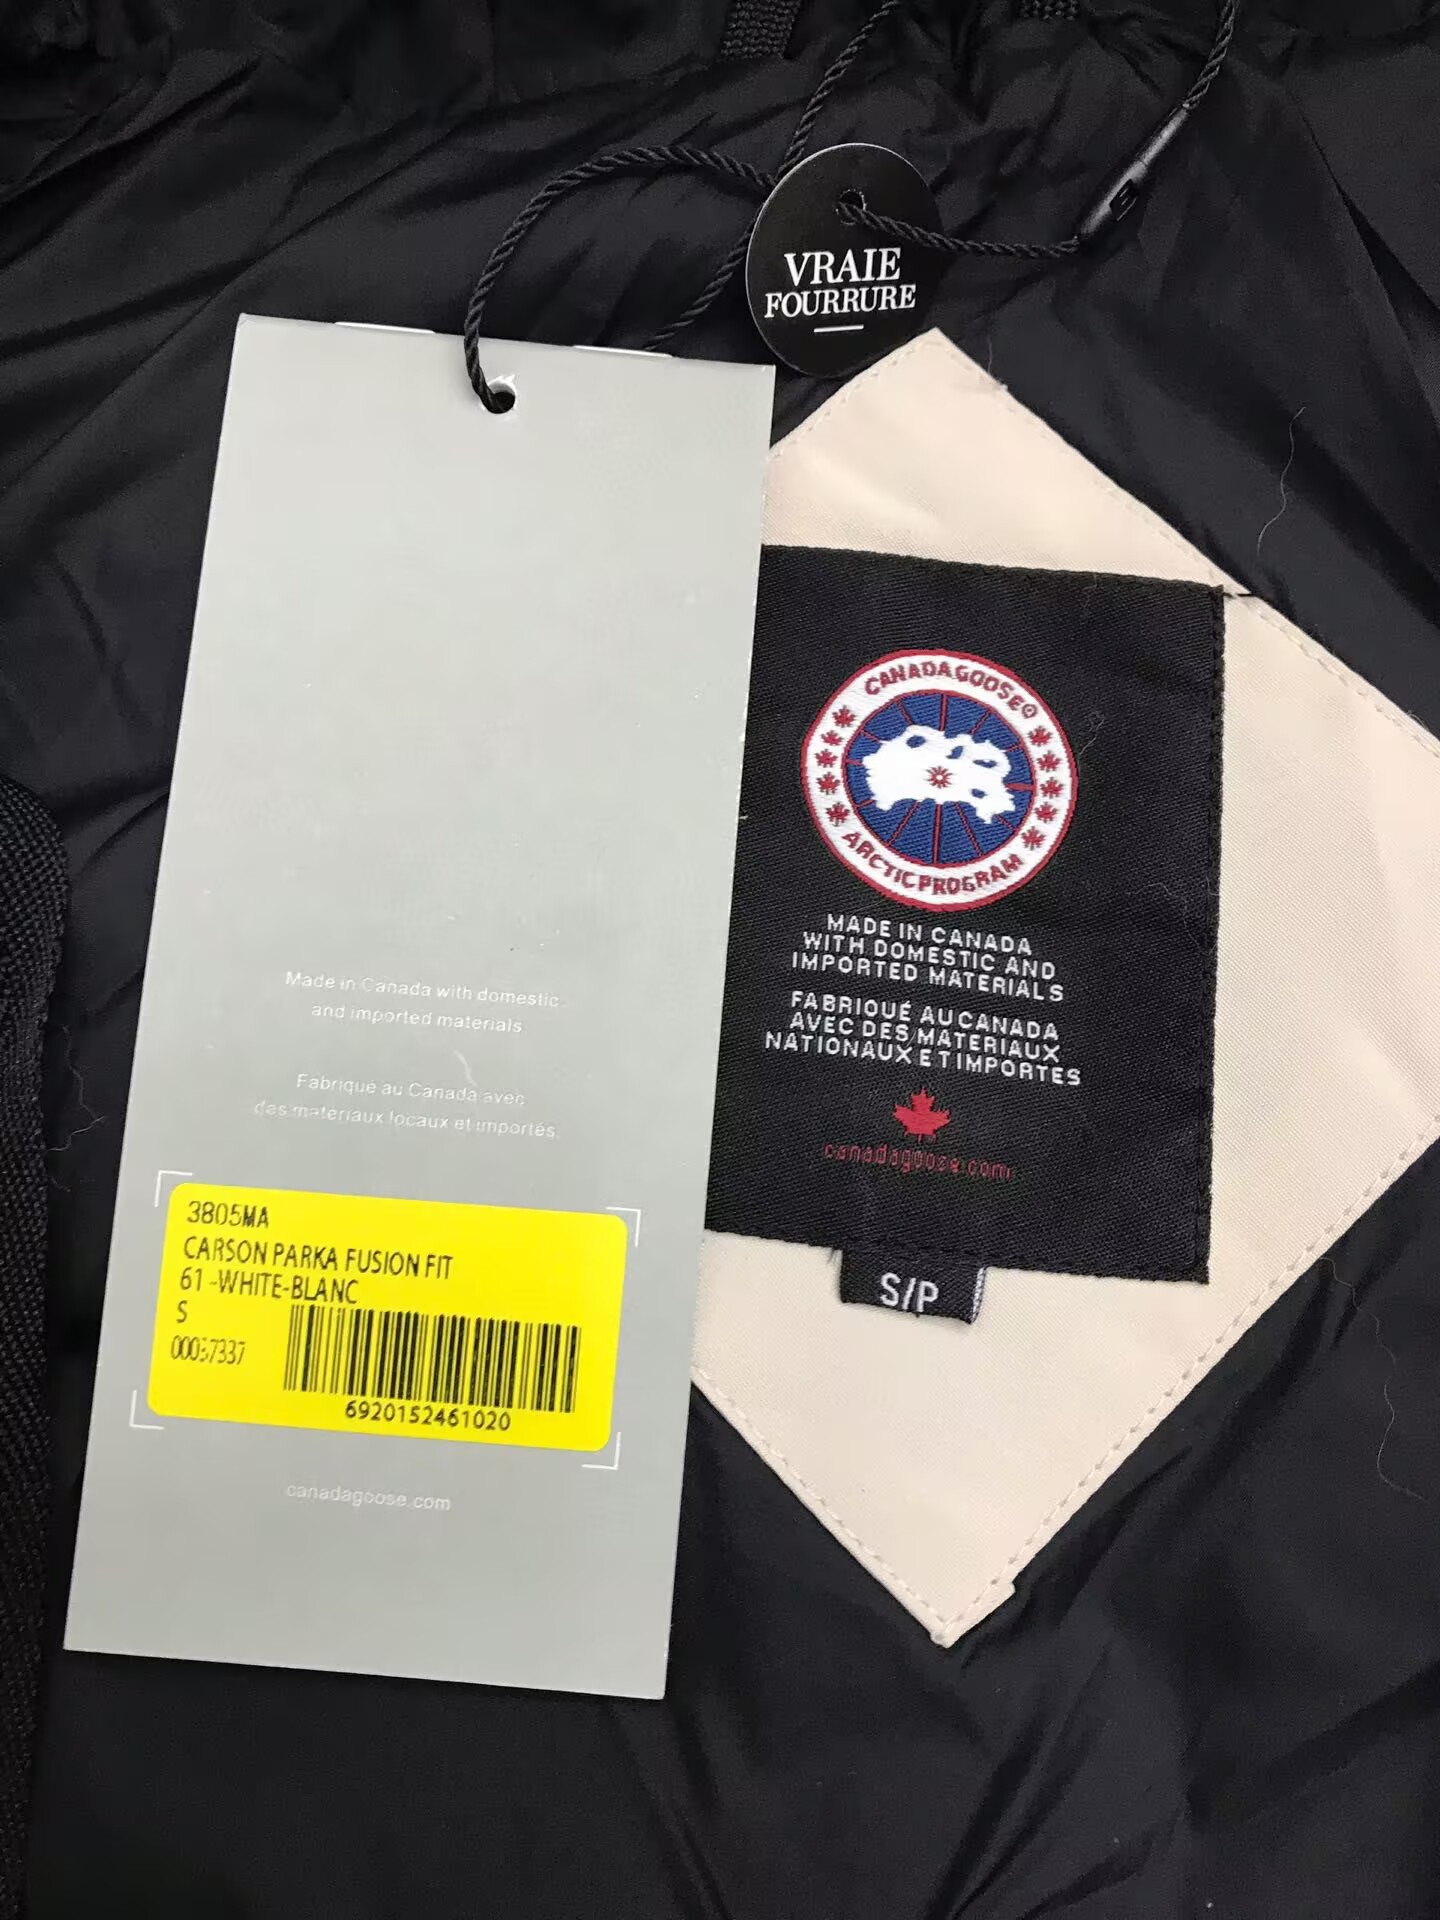 VRAIE
FOURRURE
CANADA GOOSE®
ARCTIC PROGRAM
MADE IN CANADA
WITH DOMESTIC AND
IMPORTED MATERIALS
FABRIQUÉ AU CANADA
AVEC DES MATERIAUX
NATIONAUX ET IMPORTES
canadagoose.com
S/P
Made in Canada with domestic
and imported materials
Fabriqué au Canada avec
des matériaux locaux et importés.
3805MA
CARSON PARKA FUSION FIT
61 -WHITE-BLANC
S
6920152461020
canadagoose.com